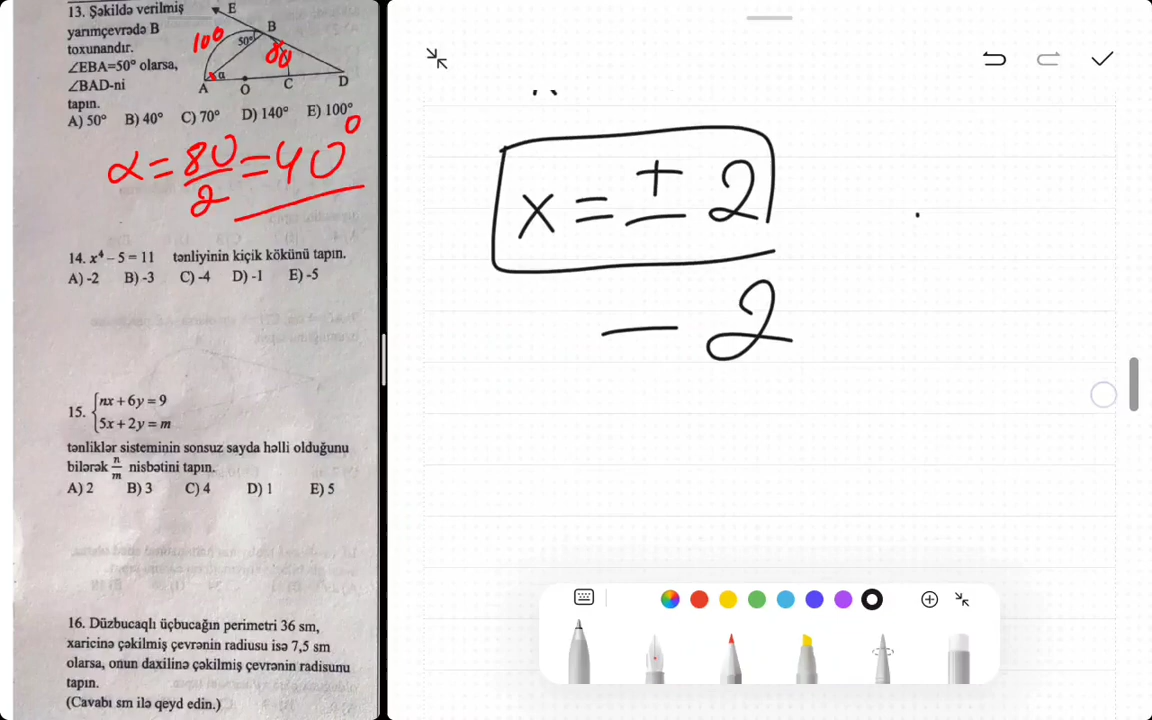 13. Şəkildə verilmiş
yarımçevrədə B
toxunandır.
∠EBA=50° olarsa,
∠BAD-ni
tapın.
E
B
50°
100
80
x α
A O C D
A) 50° B) 40° C) 70° D) 140° E) 100°
α = 80/2 = 40°
14. x⁴ – 5 = 11 tənliyinin kiçik kökünü tapın.
A) -2 B) -3 C) -4 D) -1 E) -5
15. {nx + 6y = 9
5x + 2y = m
tənliklər sisteminin sonsuz sayda həlli olduğunu
bilərək n/m nisbətini tapın.
A) 2 B) 3 C) 4 D) 1 E) 5
16. Düzbucaqlı üçbucağın perimetri 36 sm,
xaricinə çəkilmiş çevrənin radiusu isə 7,5 sm
olarsa, onun daxilinə çəkilmiş çevrənin radisunu
tapın.
(Cavabı sm ilə qeyd edin.)
x = ± 2
– 2